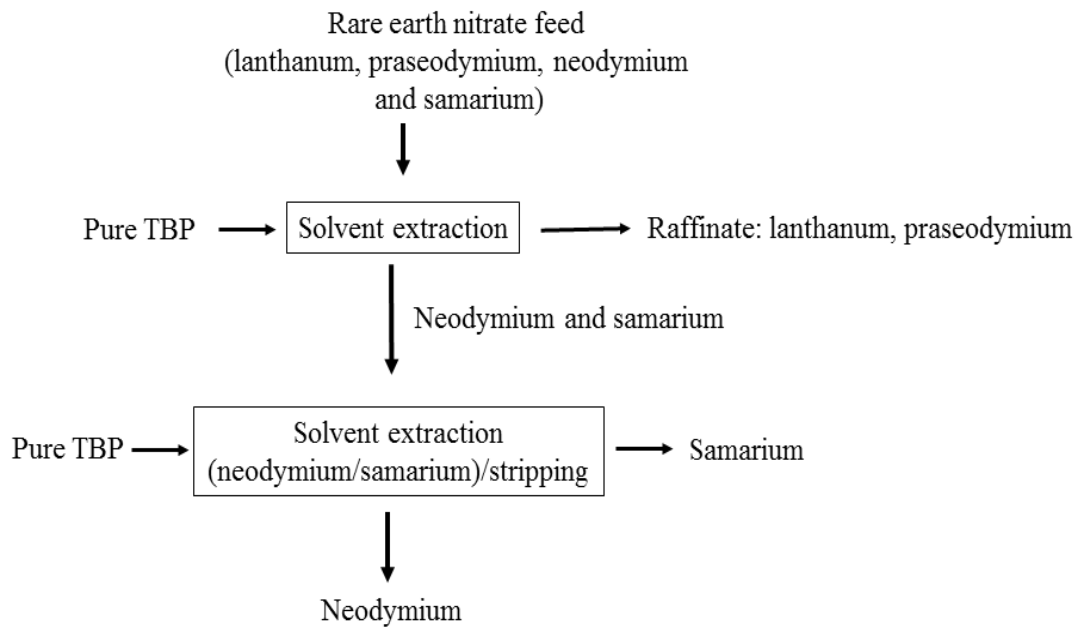 Rare earth nitrate feed
(lanthanum, praseodymium, neodymium
and samarium)
Pure TBP
Solvent extraction
Raffinate: lanthanum, praseodymium
Neodymium and samarium
Pure TBP
Solvent extraction
(neodymium/samarium)/stripping
Samarium
Neodymium